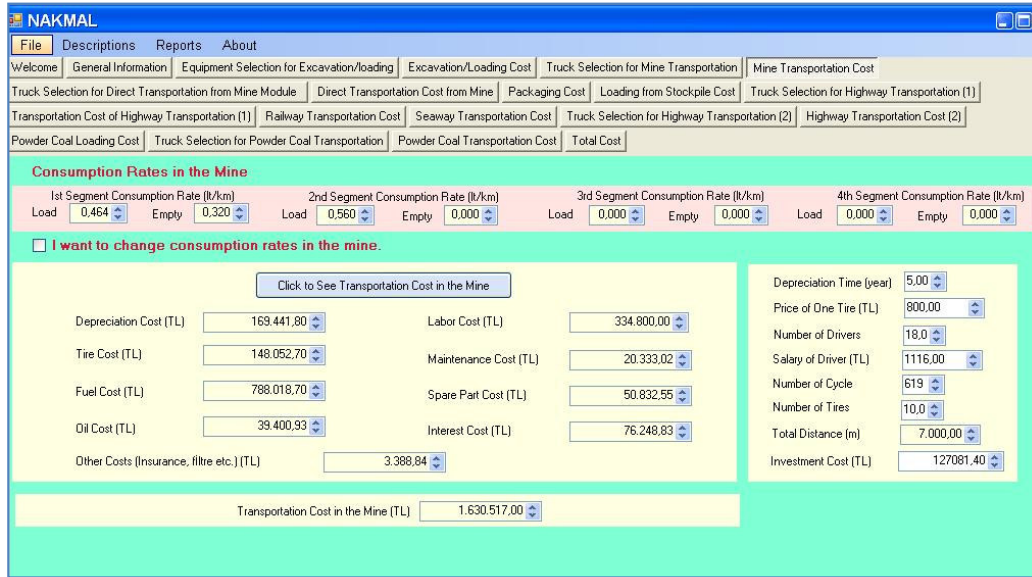 NAKMAL
File Descriptions Reports About
Welcome General Information Equipment Selection for Excavation/loading Excavation/Loading Cost Truck Selection for Mine Transportation Mine Transportation Cost
Truck Selection for Direct Transportation from Mine Module Direct Transportation Cost from Mine Packaging Cost Loading from Stockpile Cost Truck Selection for Highway Transportation (1)
Transportation Cost of Highway Transportation (1) Railway Transportation Cost Seaway Transportation Cost Truck Selection for Highway Transportation (2) Highway Transportation Cost (2)
Powder Coal Loading Cost Truck Selection for Powder Coal Transportation Powder Coal Transportation Cost Total Cost
Consumption Rates in the Mine
Ist Segment Consumption Rate (lt/km) 2nd Segment Consumption Rate (lt/km) 3rd Segment Consumption Rate (lt/km) 4th Segment Consumption Rate (lt/km)
Load 0,464 Empty 0,320 Load 0,560 Empty 0,000 Load 0,000 Empty 0,000 Load 0,000 Empty 0,000
I want to change consumption rates in the mine.
Click to See Transportation Cost in the Mine
Depreciation Cost (TL) 169.441,80 Labor Cost (TL) 334.800,00
Tire Cost (TL) 148.052,70 Maintenance Cost (TL) 20.333,02
Fuel Cost (TL) 788.018,70 Spare Part Cost (TL) 50.832,55
Oil Cost (TL) 39.400,93 Interest Cost (TL) 76.248,83
Other Costs (Insurance, filtre etc.) (TL) 3.388,84
Depreciation Time (year) 5,00
Price of One Tire (TL) 800,00
Number of Drivers 18,0
Salary of Driver (TL) 1116,00
Number of Cycle 619
Number of Tires 10,0
Total Distance (m) 7.000,00
Investment Cost (TL) 127081,40
Transportation Cost in the Mine (TL) 1.630.517,00